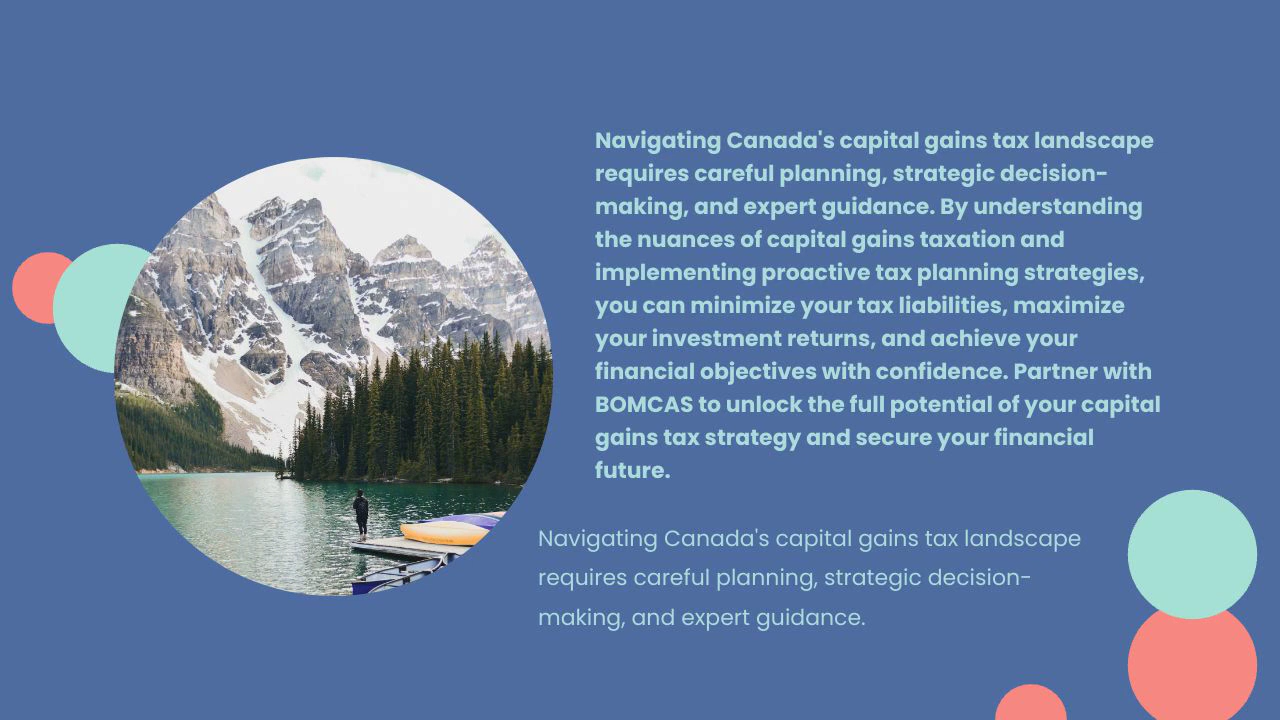 Navigating Canada's capital gains tax landscape
requires careful planning, strategic decision-
making, and expert guidance. By understanding
the nuances of capital gains taxation and
implementing proactive tax planning strategies,
you can minimize your tax liabilities, maximize
your investment returns, and achieve your
financial objectives with confidence. Partner with
BOMCAS to unlock the full potential of your capital
gains tax strategy and secure your financial
future.
Navigating Canada's capital gains tax landscape
requires careful planning, strategic decision-
making, and expert guidance.